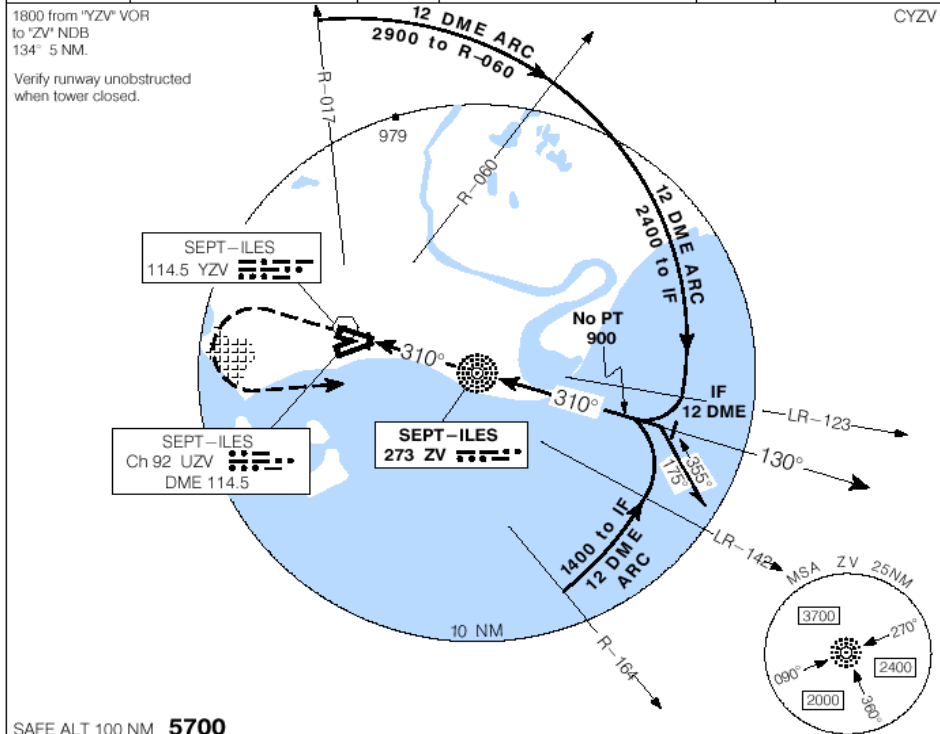 1800 from "YZV" VOR
to "ZV" NDB
134° 5 NM.
Verify runway unobstructed
when tower closed.
CYZV
12 DME ARC
2900 to R-060
R-017
979
R-060
12 DME ARC
2400 to IF
SEPT-ILES
114.5 YZV
No PT
900
310°
310°
IF
12 DME
LR-123
SEPT-ILES
Ch 92 UZV
DME 114.5
SEPT-ILES
273 ZV
130°
355°
175°
1400 to IF
12 DME
ARC
LR-142
10 NM
R-164
MSA ZV 25NM
3700
270°
090°
2400
2000
360°
SAFE ALT 100 NM 5700